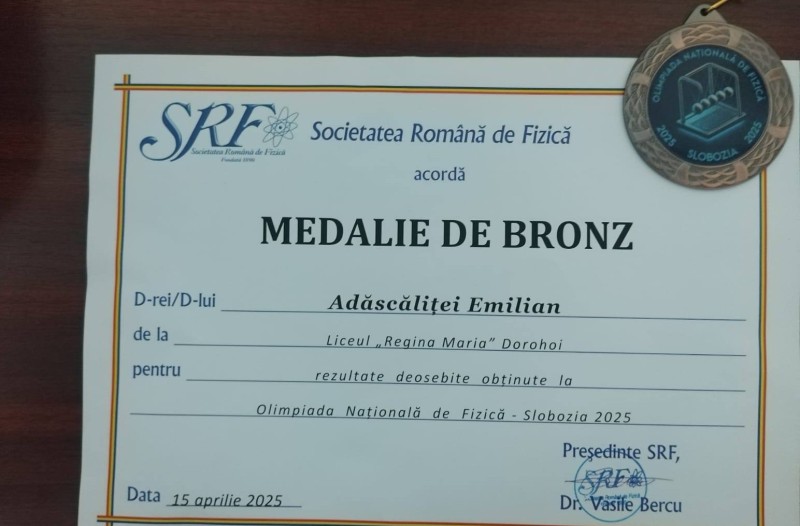 OLIMPIADA NAȚIONALĂ DE FIZICĂ
2025 2025
SLOBOZIA
SRF
Societatea Română de Fizică
Fondată 1890
Societatea Română de Fizică
acordă
MEDALIE DE BRONZ
D-rei/D-lui Adăscăliței Emilian
de la Liceul „Regina Maria” Dorohoi
pentru rezultate deosebite obținute la
Olimpiada Națională de Fizică - Slobozia 2025
Președinte SRF,
SRF
Dr. Vasile Bercu
Data 15 aprilie 2025